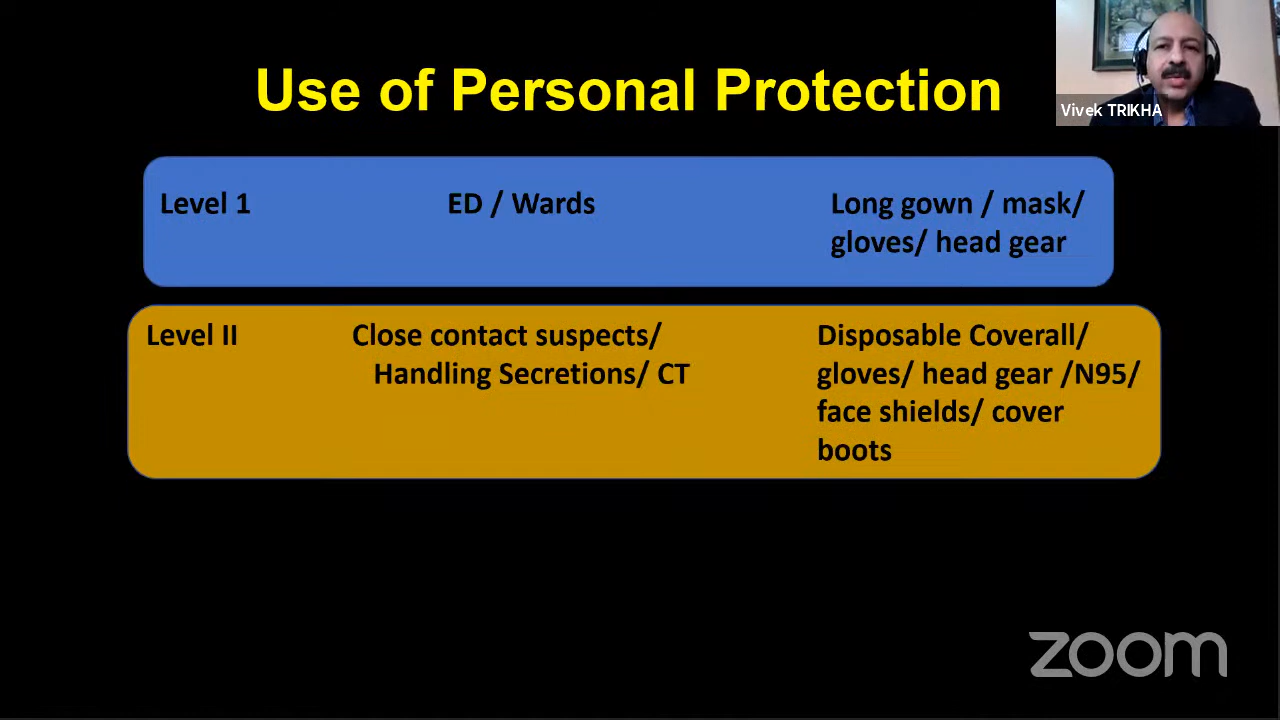 Use of Personal Protection
Vivek TRIKHA
Level 1 ED / Wards Long gown / mask/
gloves/ head gear
Level II Close contact suspects/ Disposable Coverall/
Handling Secretions/ CT gloves/ head gear /N95/
face shields/ cover
boots
zoom